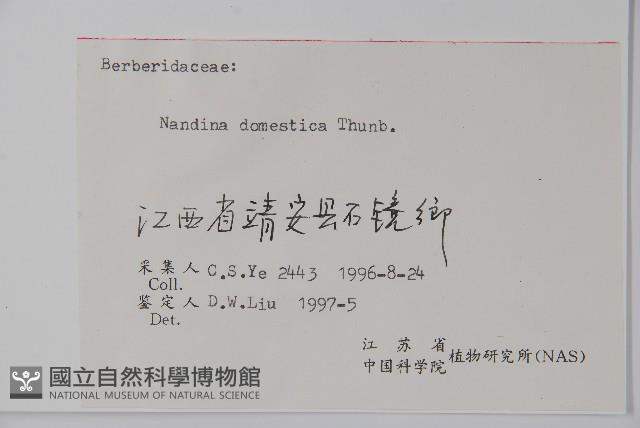 Berberidaceae:
Nandina domestica Thunb.
江西省靖安县石镜鄉
采集人 C.S.Ye 2443 1996-8-24
Coll.
鉴定人 D.W.Liu 1997-5
Det.
江苏省
中国科学院 植物研究所(NAS)
國立自然科學博物館
NATIONAL MUSEUM OF NATURAL SCIENCE